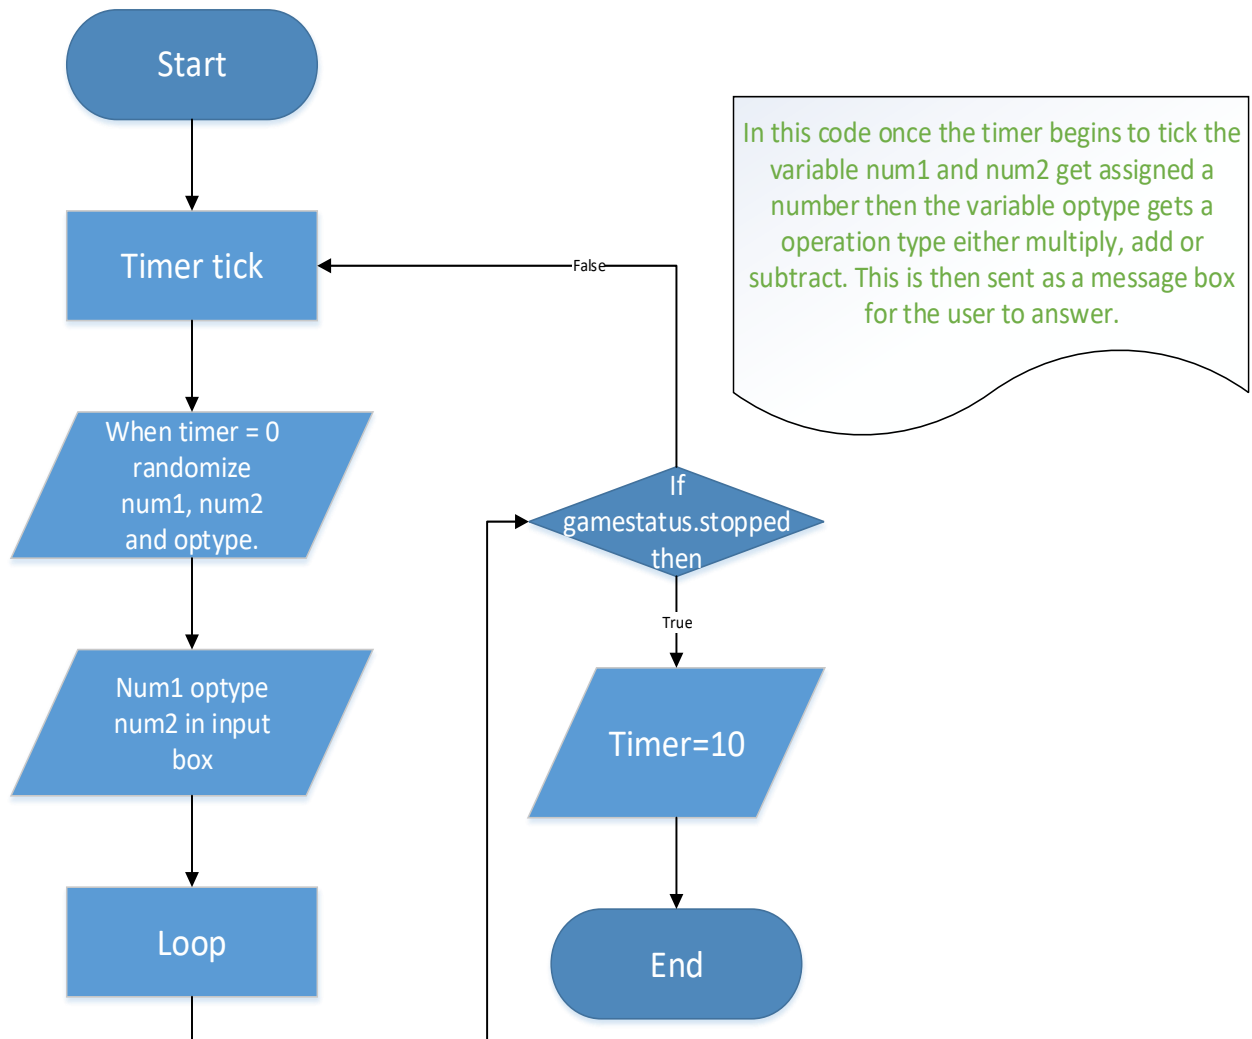 Start
In this code once the timer begins to tick the
variable num1 and num2 get assigned a
number then the variable optype gets a
operation type either multiply, add or
subtract. This is then sent as a message box
for the user to answer.
Timer tick
False
When timer = 0
randomize
num1, num2
and optype.
If
gamestatus.stopped
then
True
Num1 optype
num2 in input
box
Timer=10
Loop
End